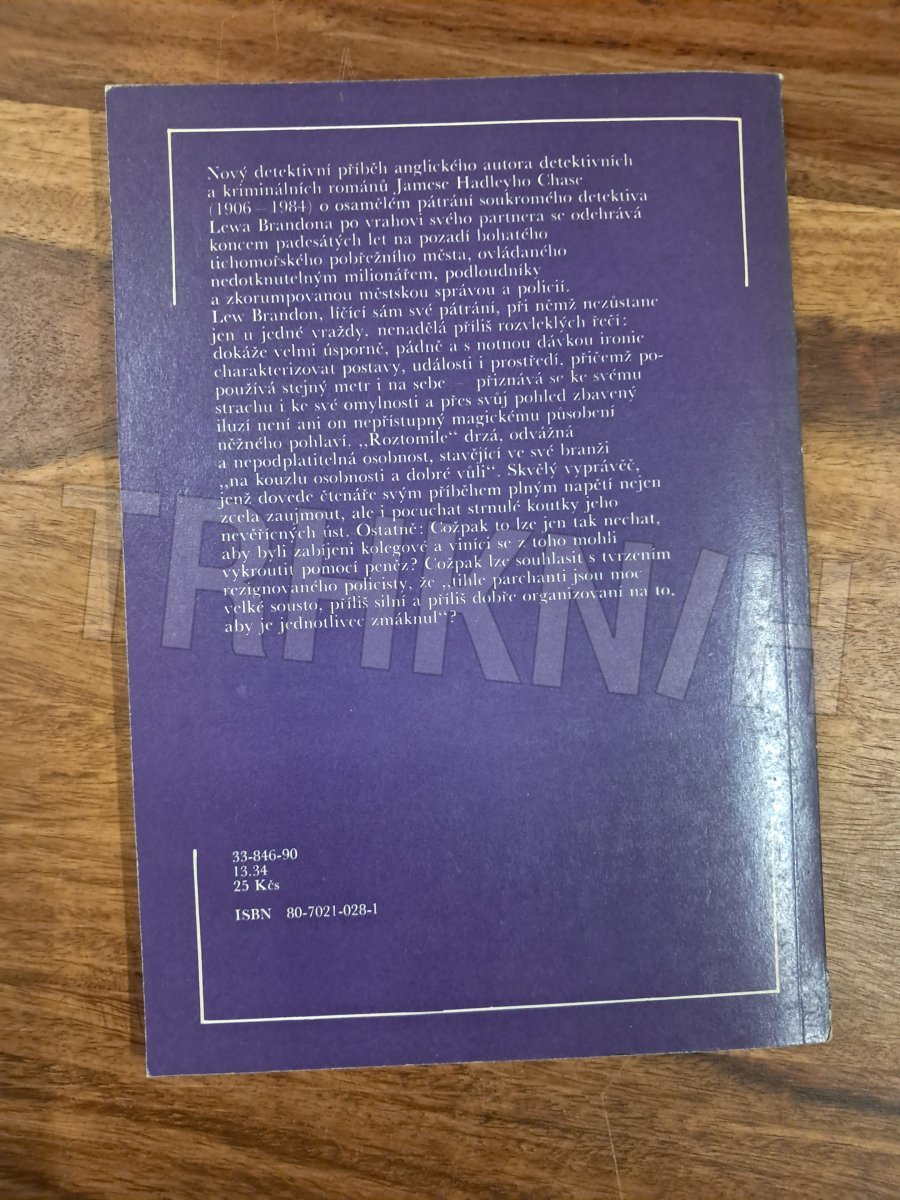 Nový detektivní příběh anglického autora detektivních
a kriminálních románů Jamese Hadleyho Chase
(1906 – 1984) o osamělém pátrání soukromého detektiva
Lewa Brandona po vrahovi svého partnera se odehrává
koncem padesátých let na pozadí bohatého
tichomořského pobřežního města, ovládaného
nedotknutelným milionářem, podloudníky
a zkorumpovanou městskou správou a policií.
Lew Brandon, líčící sám své pátrání, při němž nezůstane
jen u jedné vraždy, nenadělá příliš rozvleklých řečí:
dokáže velmi úsporně, pádně a s notnou dávkou ironie
charakterizovat postavy, události i prostředí, přičemž po-
používá stejný metr i na sebe – přiznává se ke svému
strachu i ke své omylnosti a přes svůj pohled zbavený
iluzí není ani on nepřístupný magickému působení
něžného pohlaví. „Roztomile“ drzá, odvážná
a nepodplatitelná osobnost, stavějící ve své branži
„na kouzlu osobnosti a dobré vůli“. Skvělý vyprávěč,
jenž dovede čtenáře svým příběhem plným napětí nejen
zcela zaujmout, ale i pocuchat strnulé koutky jeho
nevěřícných úst. Ostatně: Cožpak to lze jen tak nechat,
aby byli zabíjeni kolegové a viníci se z toho mohli
vykroutit pomocí peněz? Cožpak lze souhlasit s tvrzením
rezignovaného policisty, že „tihle parchanti jsou moc
velké sousto, příliš silní a příliš dobře organizovaní na to,
aby je jednotlivec zmáknul“?
TRHKNIH
33-846-90
13.34
25 Kčs
ISBN 80-7021-028-1